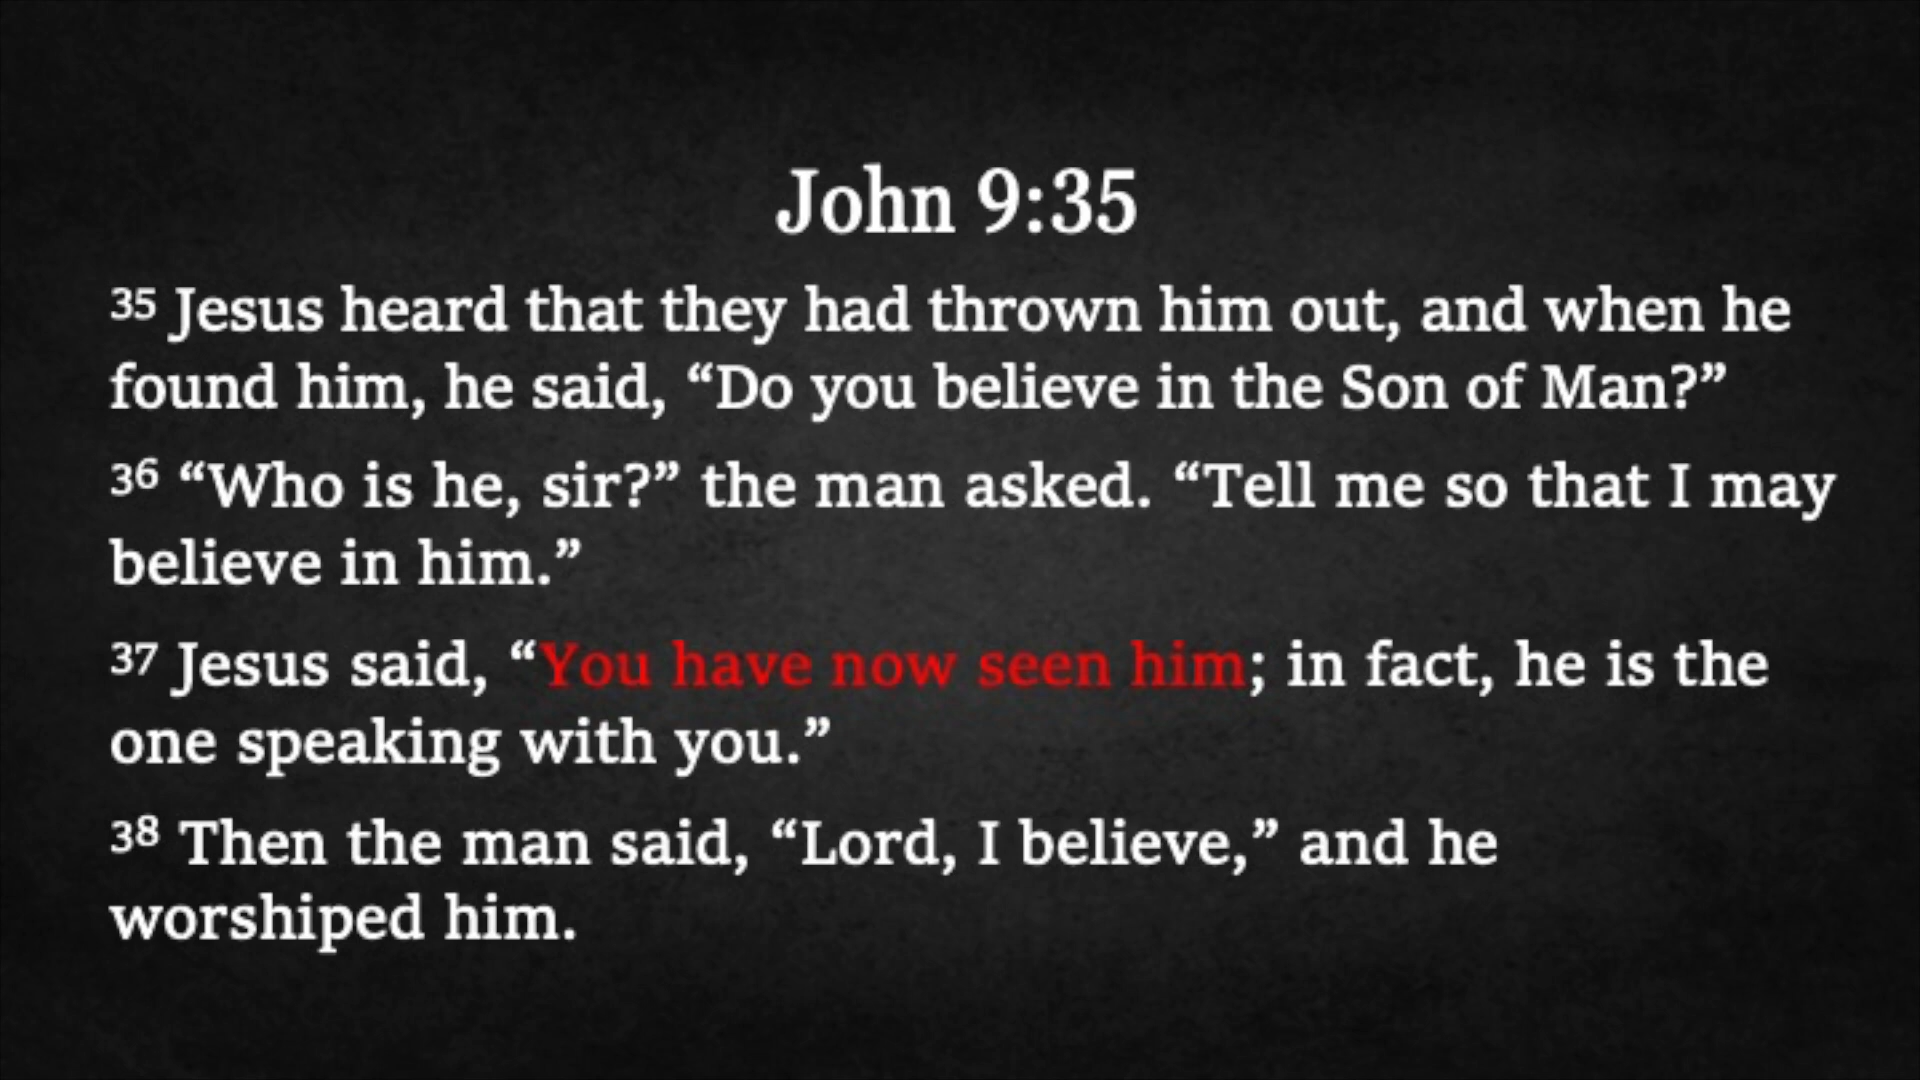 John 9:35
35 Jesus heard that they had thrown him out, and when he
found him, he said, “Do you believe in the Son of Man?”
36 “Who is he, sir?” the man asked. “Tell me so that I may
believe in him.”
37 Jesus said, “You have now seen him; in fact, he is the
one speaking with you.”
38 Then the man said, “Lord, I believe,” and he
worshiped him.